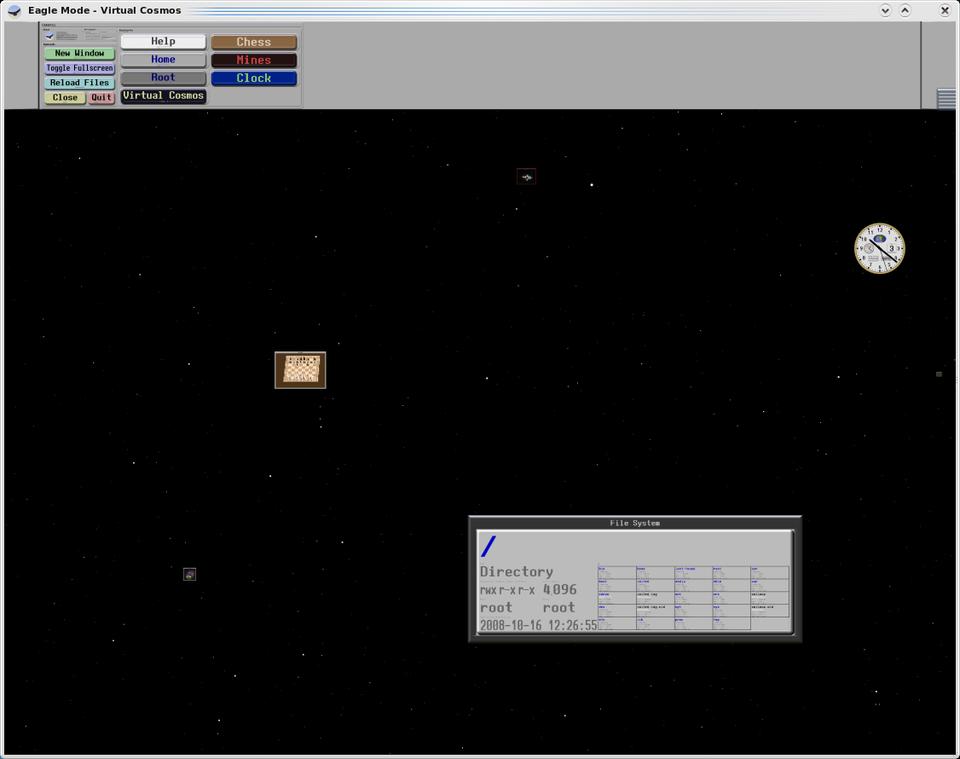 Eagle Mode - Virtual Cosmos
New Window
Toggle Fullscreen
Reload Files
Close Quit
Help
Home
Root
Virtual Cosmos
Chess
Mines
Clock
File System
/
Directory
rwxr-xr-x 4096
root root
2008-10-16 12:26:55